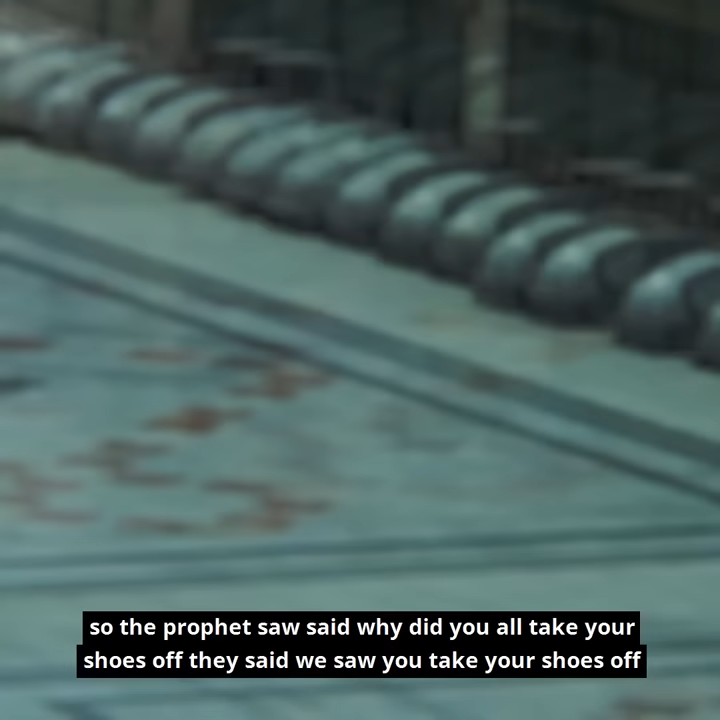 so the prophet saw said why did you all take your
shoes off they said we saw you take your shoes off